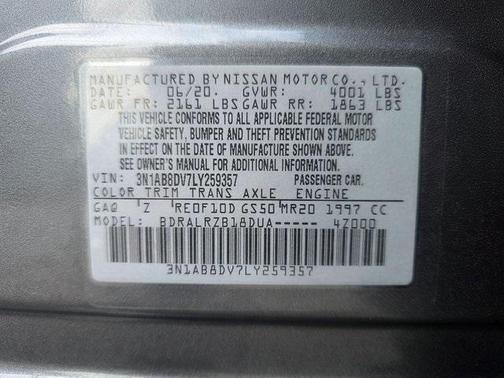 MANUFACTURED BY NISSAN MOTOR CO., LTD.
DATE: 06/20. GVWR: 4001 LBS
GAWR FR: 2161 LBS GAWR RR: 1863 LBS
THIS VEHICLE CONFORMS TO ALL APPLICABLE FEDERAL MOTOR
VEHICLE SAFETY, BUMPER AND THEFT PREVENTION STANDARDS
IN EFFECT ON THE DATE OF MANUFACTURE SHOWN ABOVE.
SEE OWNER'S MANUAL FOR ADDITIONAL INFORMATION.
VIN: 3N1AB8DV7LY259357 PASSENGER CAR.
COLOR TRIM TRANS AXLE ENGINE
GAQ Z RE0F10D GS50 MR20 1997 CC
MODEL: BDRALRZB18DUA---- 4Z000
3N1AB8DV7LY259357